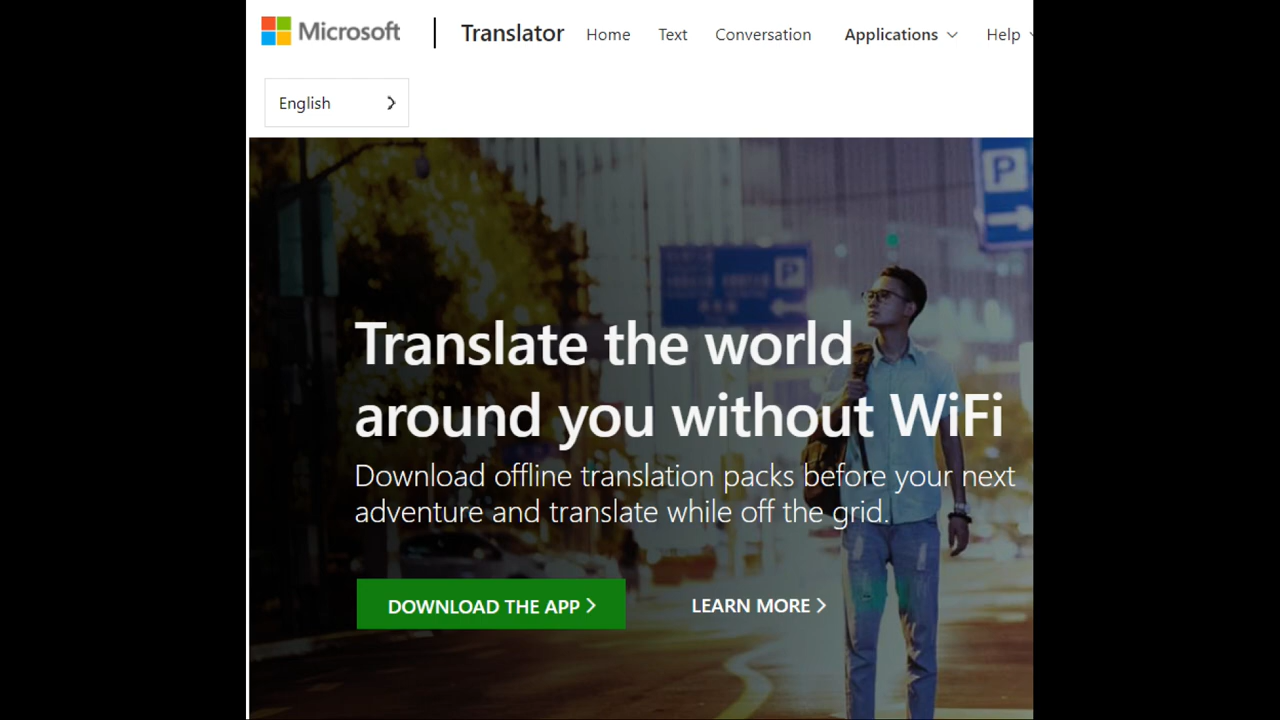 Microsoft
Translator
Home
Text
Conversation
Applications
Help
English
P
P
Translate the world
around you without WiFi
Download offline translation packs before your next
adventure and translate while off the grid.
DOWNLOAD THE APP
LEARN MORE